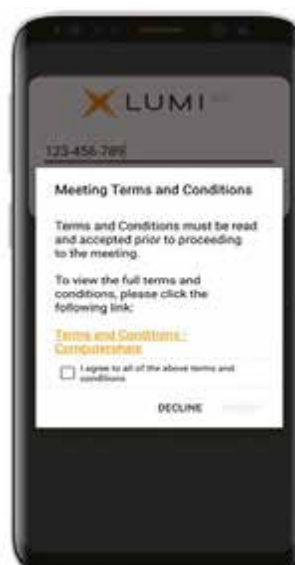 LUMI
123-456-789
Meeting Terms and Conditions
Terms and Conditions must be read
and accepted prior to proceeding
to the meeting.
To view the full terms and
conditions, please click the
following link:
Terms and Conditions -
Computershare
I agree to all of the above terms and
conditions
DECLINE